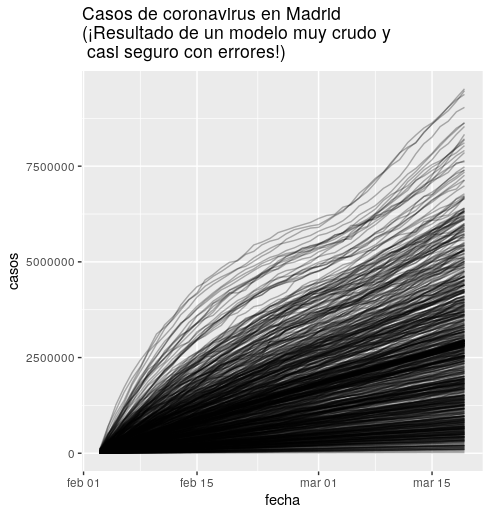 Casos de coronavirus en Madrid
(¡Resultado de un modelo muy crudo y
casi seguro con errores!)
7500000
5000000
2500000
0
casos
feb 01
feb 15
mar 01
mar 15
fecha